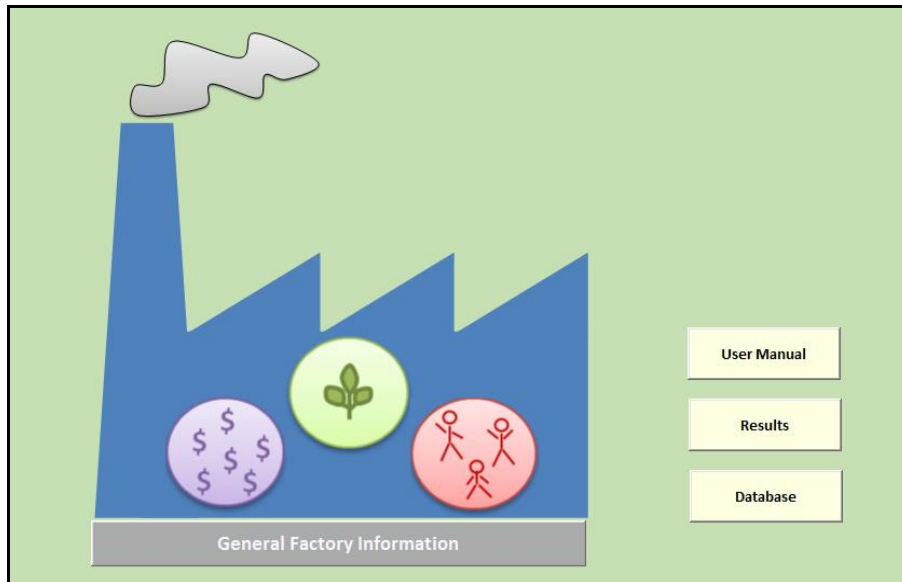 $ $ $ $ $ $
User Manual
Results
Database
General Factory Information